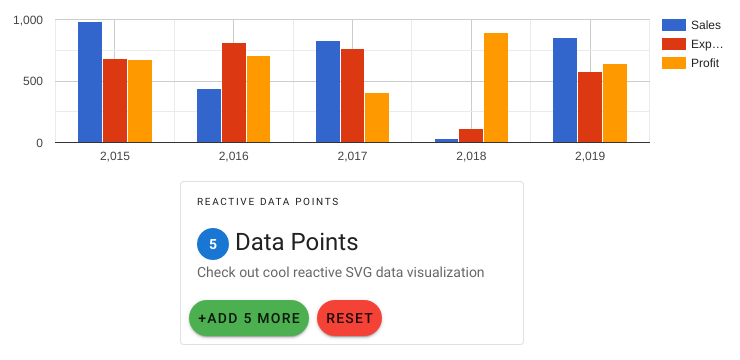 1,000
500
0
2,015 2,016 2,017 2,018 2,019
Sales
Exp...
Profit
REACTIVE DATA POINTS
5 Data Points
Check out cool reactive SVG data visualization
+ADD 5 MORE RESET